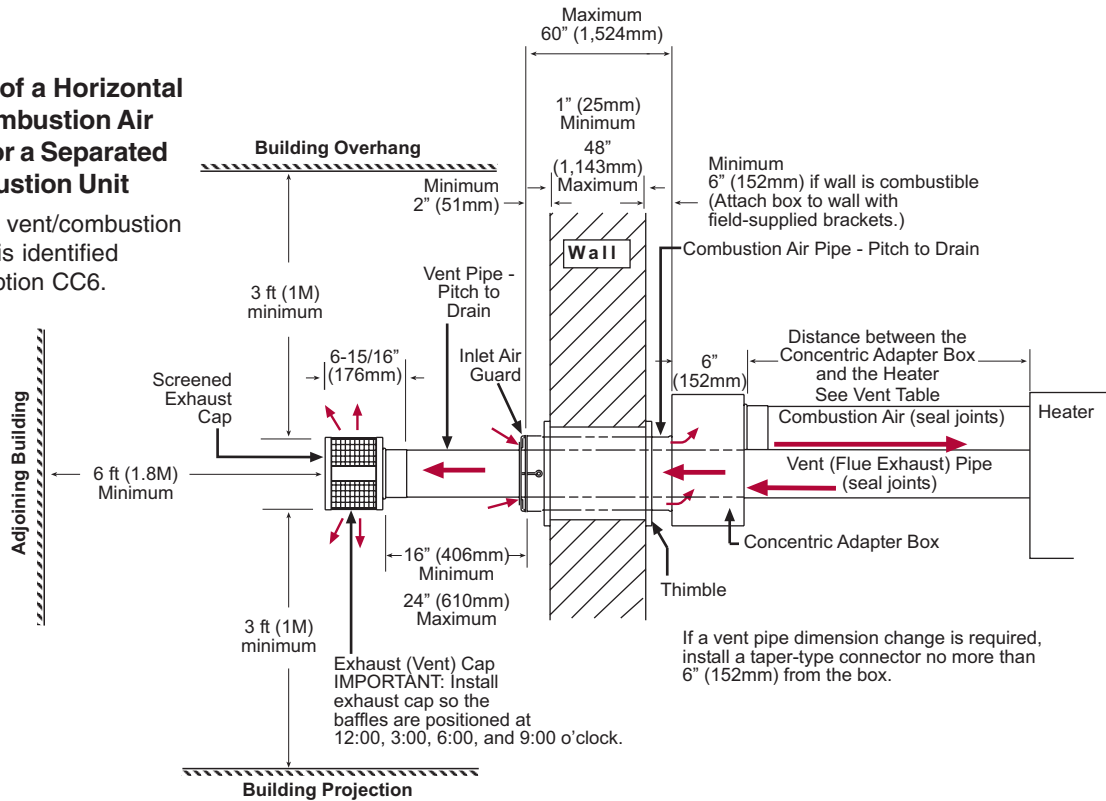 of a Horizontal
mbustion Air
or a Separated
ustion Unit
vent/combustion
is identified
ption CC6.
Maximum
60” (1,524mm)
1” (25mm)
Minimum
48”
(1,143mm)
Maximum
Building Overhang
Minimum
2” (51mm)
Minimum
6” (152mm) if wall is combustible
(Attach box to wall with
field-supplied brackets.)
Wall
Combustion Air Pipe - Pitch to Drain
Vent Pipe -
Pitch to
Drain
3 ft (1M)
minimum
6-15/16”
(176mm)
Inlet Air
Guard
6”
(152mm)
Distance between the
Concentric Adapter Box
and the Heater
See Vent Table
Screened
Exhaust
Cap
Combustion Air (seal joints)
Heater
Vent (Flue Exhaust) Pipe
(seal joints)
Adjoining Building
6 ft (1.8M)
Minimum
Concentric Adapter Box
16” (406mm)
Minimum
24” (610mm)
Maximum
Thimble
3 ft (1M)
minimum
If a vent pipe dimension change is required,
install a taper-type connector no more than
6” (152mm) from the box.
Exhaust (Vent) Cap
IMPORTANT: Install
exhaust cap so the
baffles are positioned at
12:00, 3:00, 6:00, and 9:00 o’clock.
Building Projection